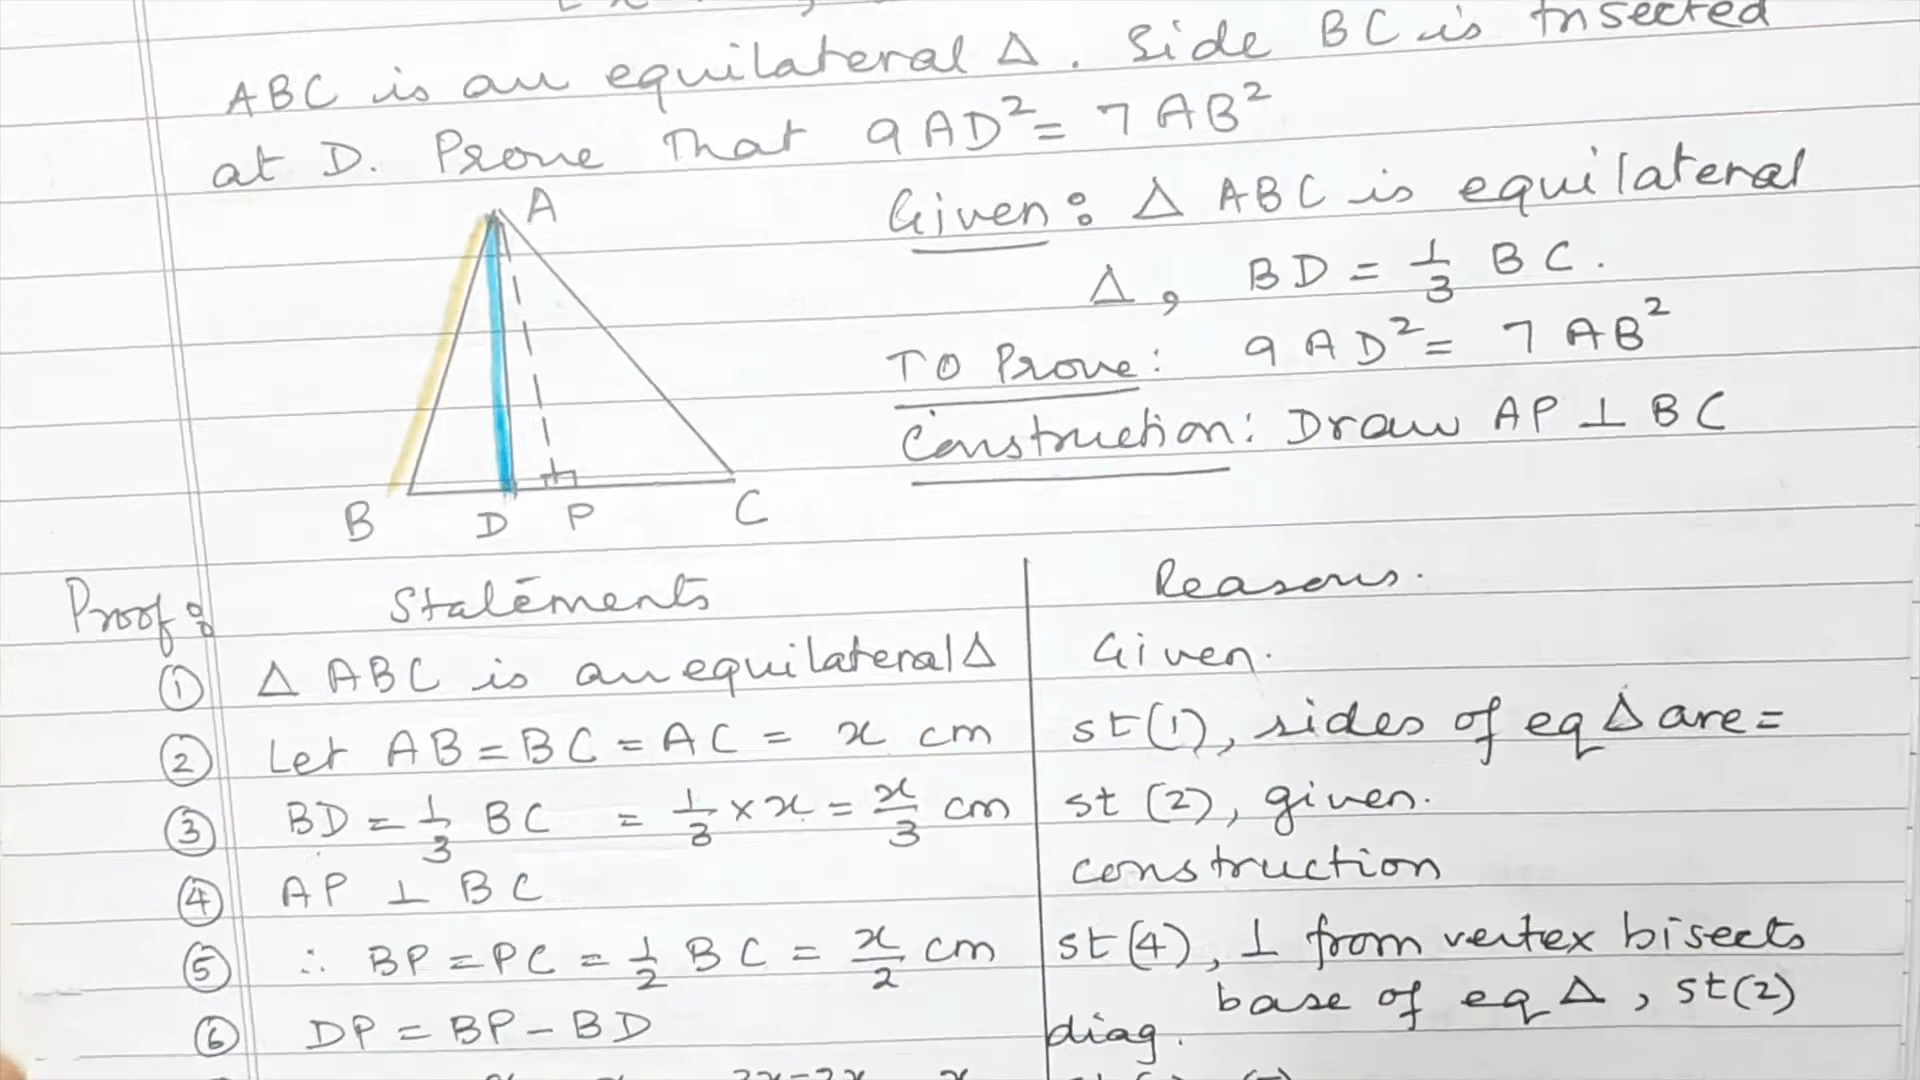 ABC is an equilateral Δ. Side BC is trisected
at D. Prove that 9 AD² = 7 AB²
A
B D P C
Given: Δ ABC is equilateral
Δ, BD = 1/3 BC.
To Prove: 9 AD² = 7 AB²
Construction: Draw AP ⊥ BC
Proof: Statements Reasons.
① Δ ABC is an equilateral Δ Given.
② Let AB = BC = AC = x cm st(1), sides of eq Δ are =
③ BD = 1/3 BC = 1/3 × x = x/3 cm st (2), given.
④ AP ⊥ BC construction
⑤ ∴ BP = PC = 1/2 BC = x/2 cm st(4), ⊥ from vertex bisects
base of eq Δ, st(2)
⑥ DP = BP - BD diag.